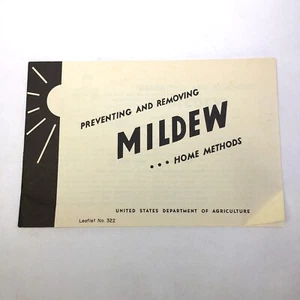 PREVENTING AND REMOVING
MILDEW
... HOME METHODS
UNITED STATES DEPARTMENT OF AGRICULTURE
Leaflet No. 322